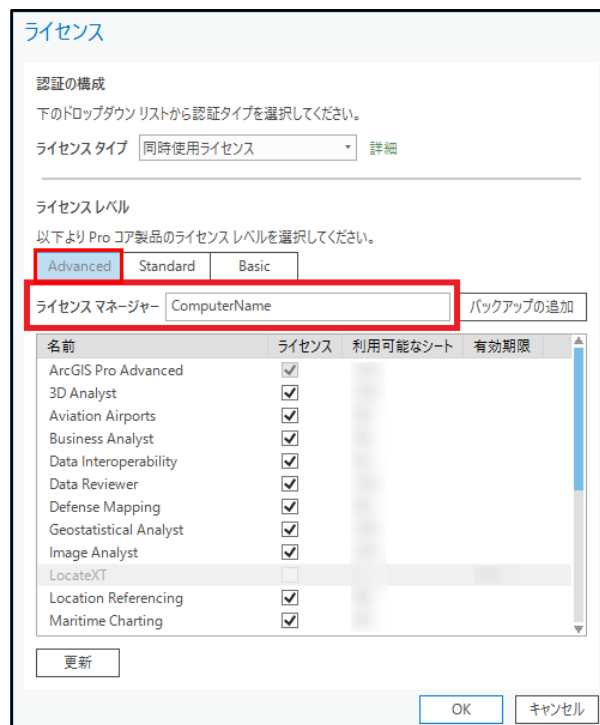 ライセンス
認証の構成
下のドロップダウン リストから認証タイプを選択してください。
ライセンス タイプ 同時使用ライセンス 詳細
ライセンス レベル
以下より Pro コア製品のライセンス レベルを選択してください。
Advanced Standard Basic
ライセンス マネージャー ComputerName バックアップの追加
名前 ライセンス 利用可能なシート 有効期限
ArcGIS Pro Advanced
3D Analyst
Aviation Airports
Business Analyst
Data Interoperability
Data Reviewer
Defense Mapping
Geostatistical Analyst
Image Analyst
LocateXT
Location Referencing
Maritime Charting
更新
OK キャンセル